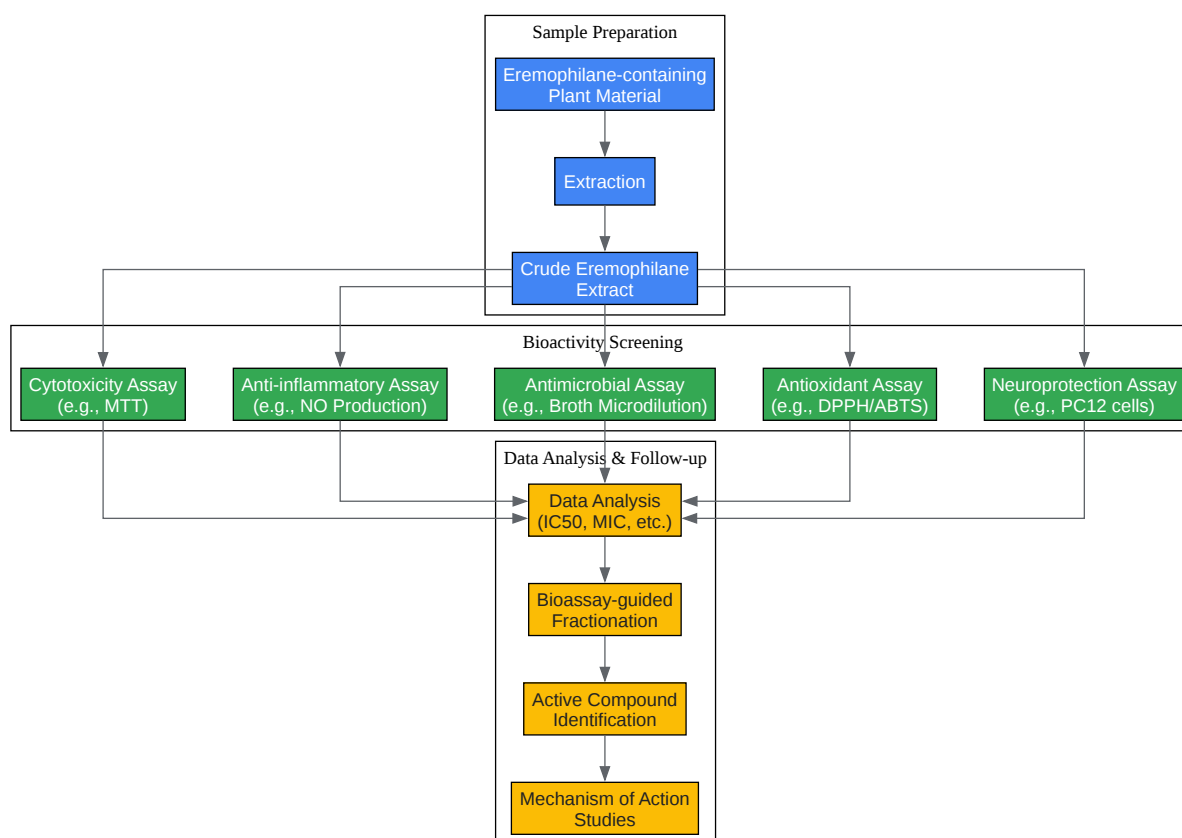 Sample Preparation
Eremophilane-containing
Plant Material
Extraction
Crude Eremophilane
Extract
Bioactivity Screening
Cytotoxicity Assay
(e.g., MTT)
Anti-inflammatory Assay
(e.g., NO Production)
Antimicrobial Assay
(e.g., Broth Microdilution)
Antioxidant Assay
(e.g., DPPH/ABTS)
Neuroprotection Assay
(e.g., PC12 cells)
Data Analysis & Follow-up
Data Analysis
(IC50, MIC, etc.)
Bioassay-guided
Fractionation
Active Compound
Identification
Mechanism of Action
Studies